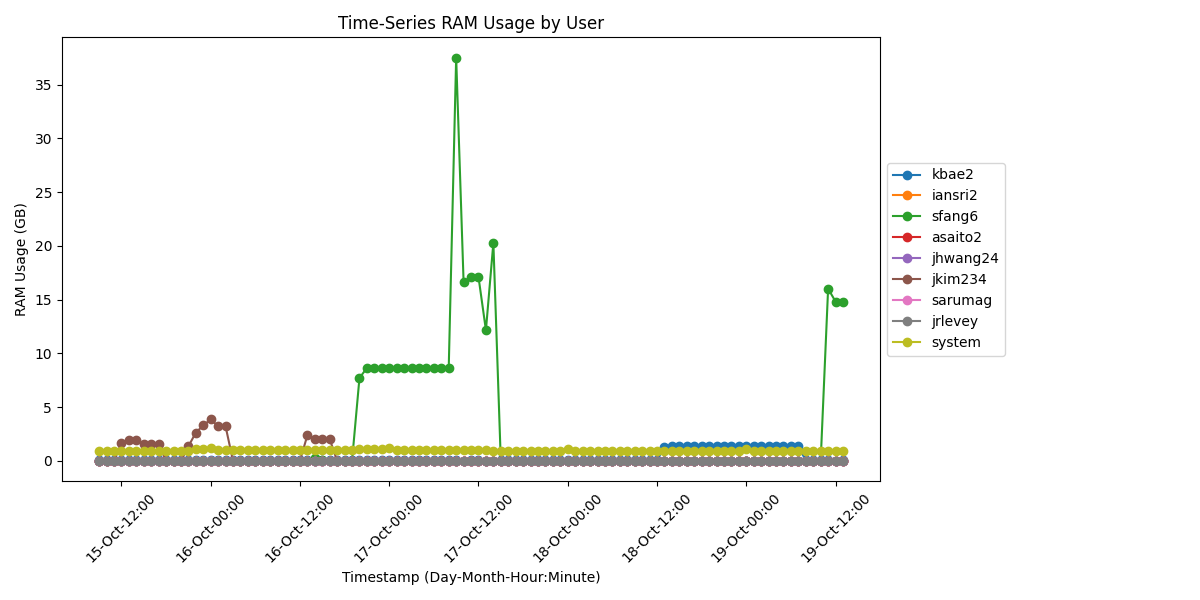 Time-Series RAM Usage by User
RAM Usage (GB)
35
30
25
20
15
10
5
0
15-Oct-12:00
16-Oct-00:00
16-Oct-12:00
17-Oct-00:00
17-Oct-12:00
18-Oct-00:00
18-Oct-12:00
19-Oct-00:00
19-Oct-12:00
Timestamp (Day-Month-Hour:Minute)
kbae2
iansri2
sfang6
asaito2
jhwang24
jkim234
sarumag
jrlevey
system